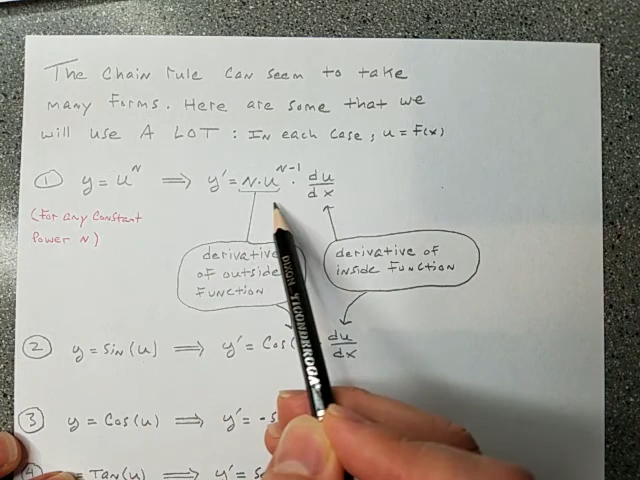 The Chain rule Can seem to take
many forms. Here are some that we
will use A LOT: In each case, u = f(x)
① y = u^N ⟹ y' = N·u^N-1 · du/dx
(For any Constant
Power N)
derivative
of outside
Function
derivative of
inside Function
② y = Sin(u) ⟹ y' = Cos( du/dx
③ y = Cos(u) ⟹ y' = -s
④ = Tan(u) ⟹ y' = se
DIXON TICONDEROGA